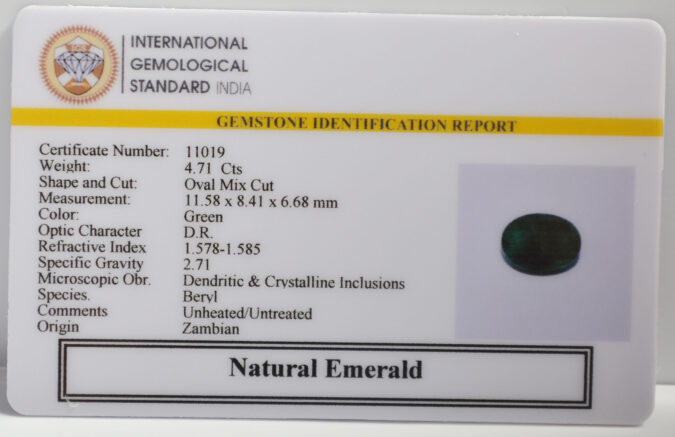 IGS
INTERNATIONAL
GEMOLOGICAL
STANDARD INDIA
GEMSTONE IDENTIFICATION REPORT
Certificate Number: 11019
Weight: 4.71 Cts
Shape and Cut: Oval Mix Cut
Measurement: 11.58 x 8.41 x 6.68 mm
Color: Green
Optic Character D.R.
Refractive Index 1.578-1.585
Specific Gravity 2.71
Microscopic Obr. Dendritic & Crystalline Inclusions
Species. Beryl
Comments Unheated/Untreated
Origin Zambian
Natural Emerald